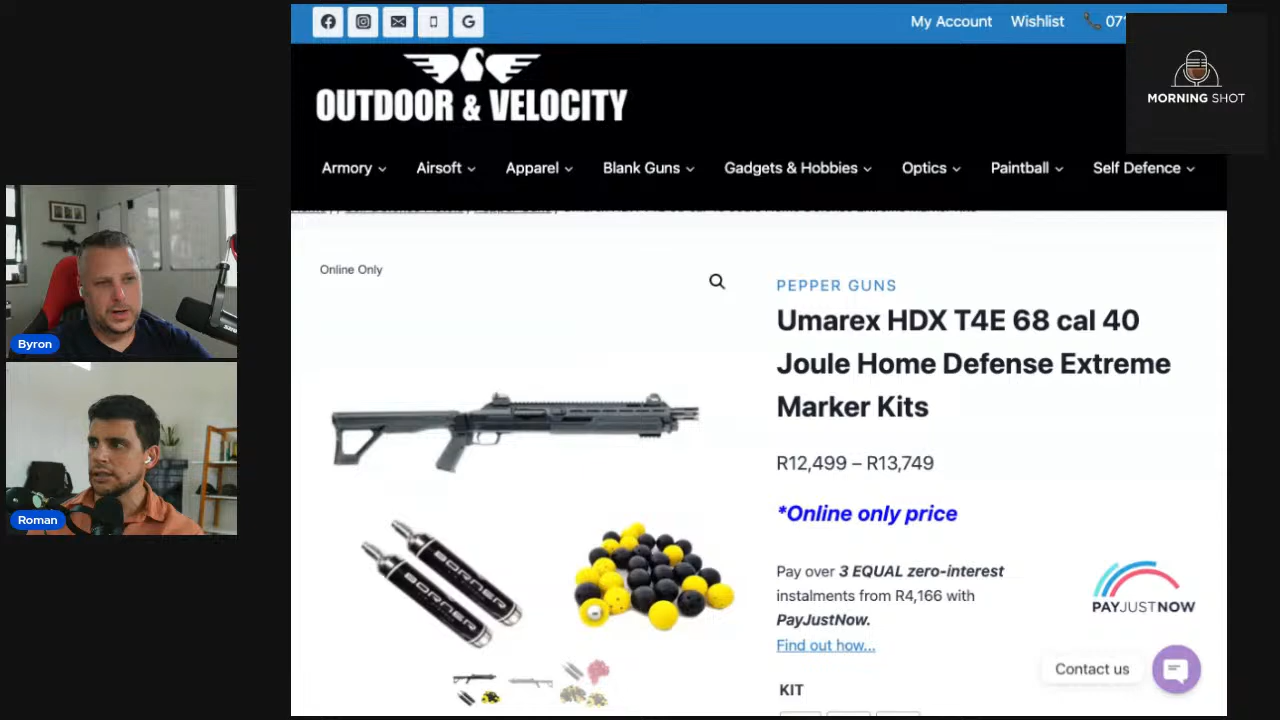 My Account Wishlist 07
MORNING SHOT
OUTDOOR & VELOCITY
Armory Airsoft Apparel Blank Guns Gadgets & Hobbies Optics Paintball Self Defence
Online Only
PEPPER GUNS
Umarex HDX T4E 68 cal 40
Joule Home Defense Extreme
Marker Kits
R12,499 – R13,749
*Online only price
Pay over 3 EQUAL zero-interest
instalments from R4,166 with
PayJustNow.
Find out how...
PAYJUSTNOW
Contact us
KIT
BORNER
BORNER
Byron
Roman